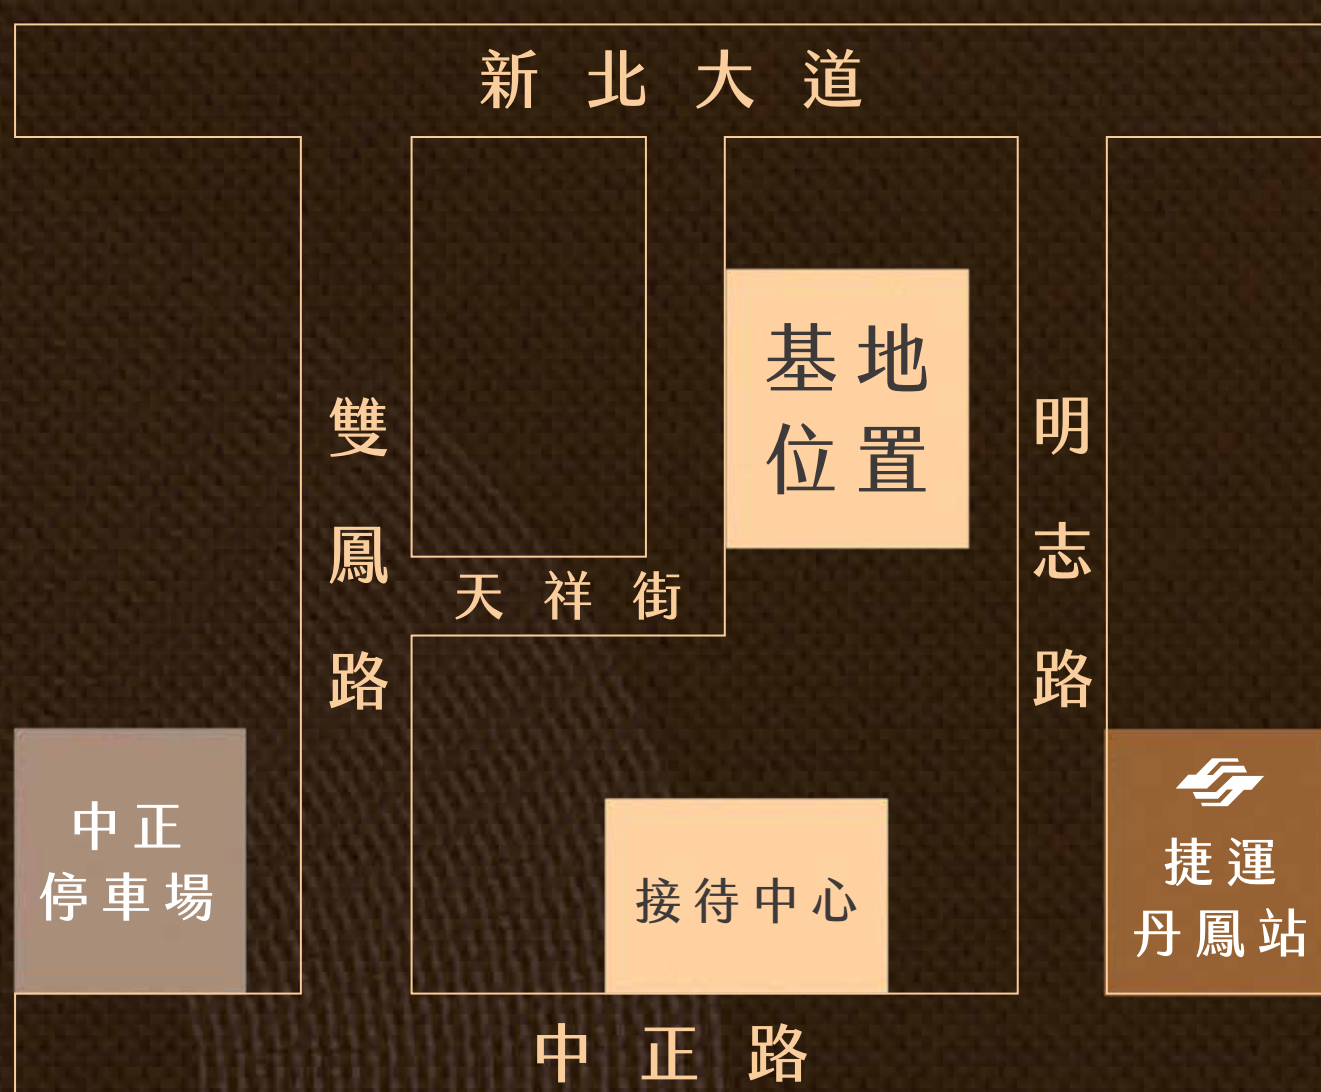 新北大道
基地
位置
雙鳳路
明志路
天祥街
中正
停車場
接待中心
捷運
丹鳳站
中正路